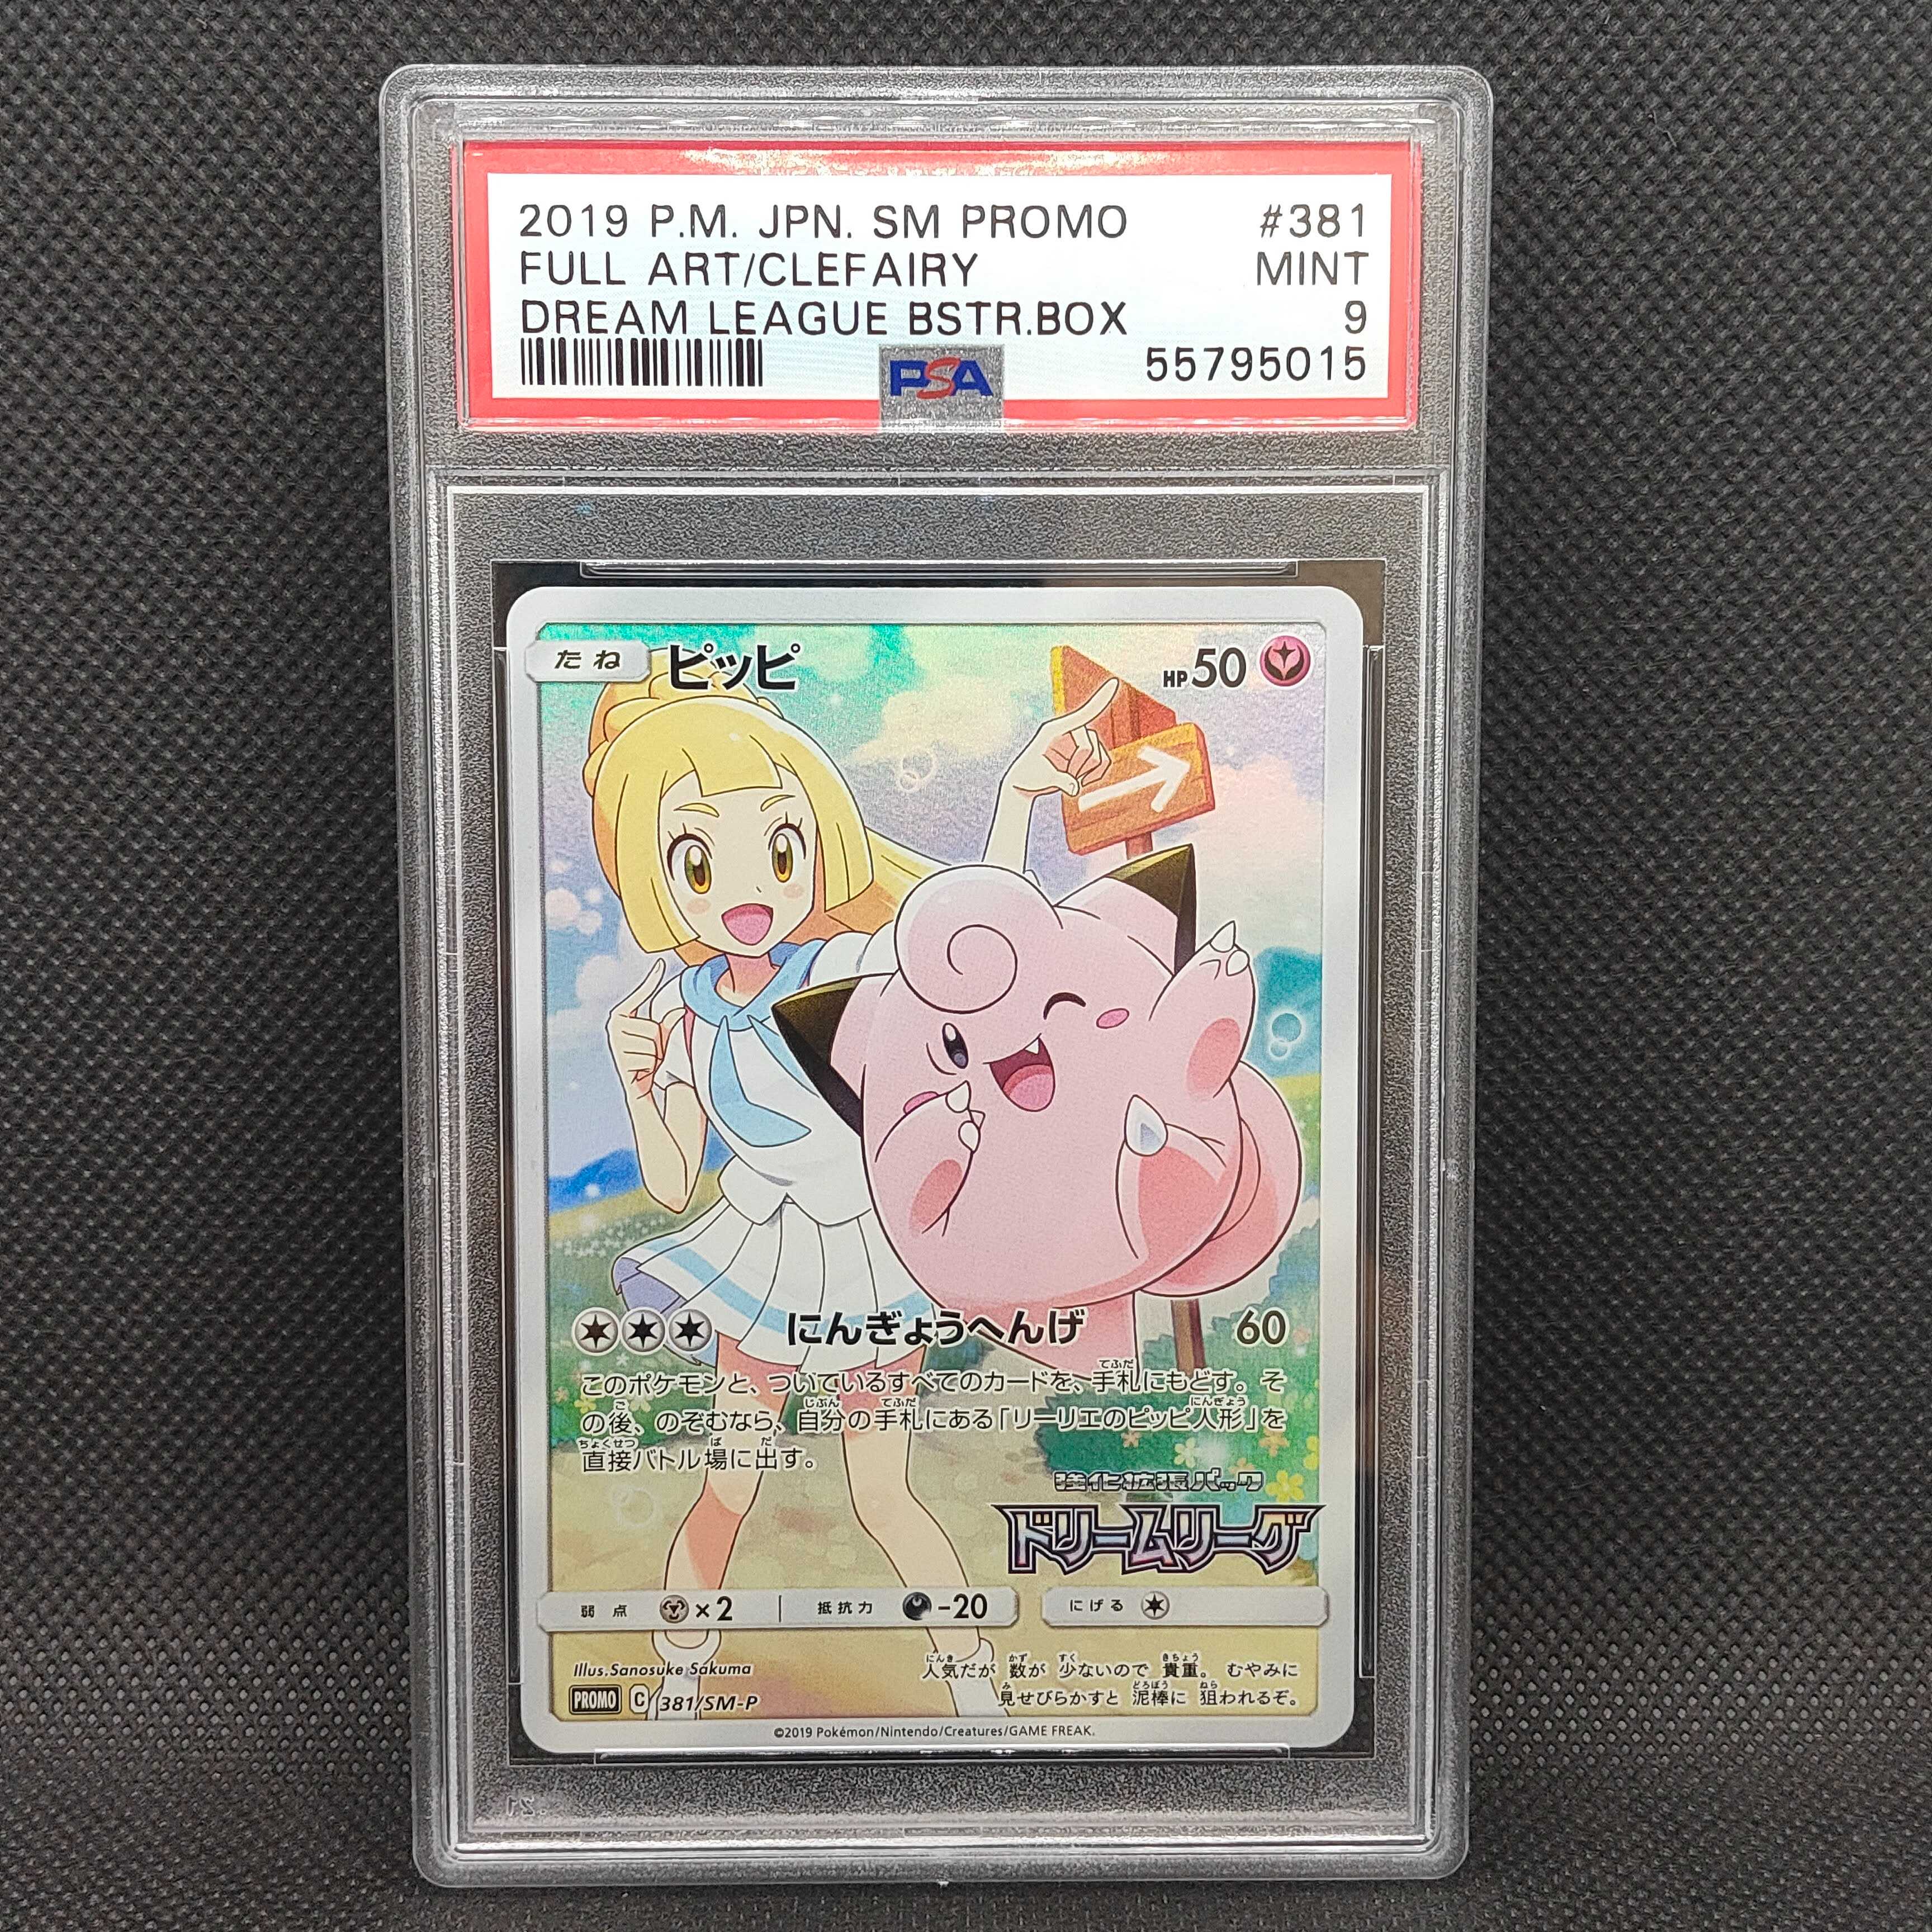 2019 P.M. JPN. SM PROMO #381
FULL ART/CLEFAIRY MINT
DREAM LEAGUE BSTR.BOX 9
PSA 55795015
たね ピッピ HP 50
にんぎょうへんげ 60
このポケモンと、ついているすべてのカードを、手札にもどす。そ
の後、のぞむなら、自分の手札にある「リーリエのピッピ人形」を
直接バトル場に出す。
強化拡張パック
ドリームリーグ
弱点 ×2 抵抗力 -20 にげる
Illus. Sanosuke Sakuma
人気だが 数が 少ないので 貴重。 むやみに
見せびらかすと 泥棒に 狙われるぞ。
PROMO C 381/SM-P
©2019 Pokémon/Nintendo/Creatures/GAME FREAK.